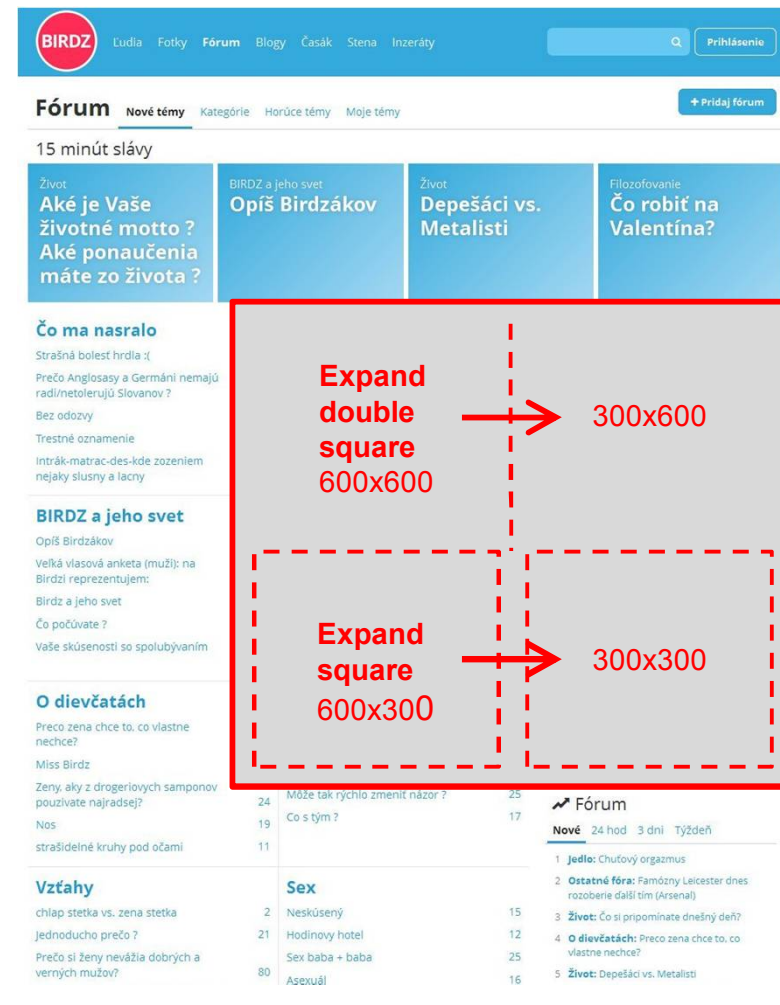 BIRDZ
Ľudia Fotky Fórum Blogy Časák Stena Inzeráty
Prihlásenie
Fórum Nové témy Kategórie Horúce témy Moje témy
+ Pridaj fórum
15 minút slávy
Život
Aké je Vaše
životné motto ?
Aké ponaučenia
máte zo života ?
BIRDZ a jeho svet
Opíš Birdzákov
Život
Depešáci vs.
Metalisti
Filozofovanie
Čo robiť na
Valentína?
Čo ma nasralo
Strašná bolesť hrdla :(
Prečo Anglosasy a Germáni nemajú
radi/netolerujú Slovanov ?
Bez odozvy
Trestné oznamenie
Intrák-matrac-des-kde zozeniem
nejaky slusny a lacny
BIRDZ a jeho svet
Opíš Birdzákov
Veľká vlasová anketa (muži): na
Birdzi reprezentujem:
Birdz a jeho svet
Čo počúvate ?
Vaše skúsenosti so spolubývaním
Expand
double
square
600x600
300x600
Expand
square
600x300
300x300
O dievčatách
Preco zena chce to, co vlastne
nechce?
Miss Birdz
Zeny, aky z drogeriovych samponov
pouzivate najradsej? 24
Nos 19
strašidelné kruhy pod očami 11
Môže tak rýchlo zmeniť názor ? 25
Co s tým ? 17
Vzťahy
chlap stetka vs. zena stetka 2
Jednoducho prečo ? 21
Prečo si ženy nevážia dobrých a
verných mužov? 80
Sex
Neskúsený 15
Hodinovy hotel 12
Sex baba + baba 25
Asexuál 16
Fórum
Nové 24 hod 3 dni Týždeň
1 Jedlo: Chuťový orgazmus
2 Ostatné fóra: Famózny Leicester dnes
rozoberie ďalší tím (Arsenal)
3 Život: Čo si pripomínate dnešný deň?
4 O dievčatách: Preco zena chce to, co
vlastne nechce?
5 Život: Depešáci vs. Metalisti